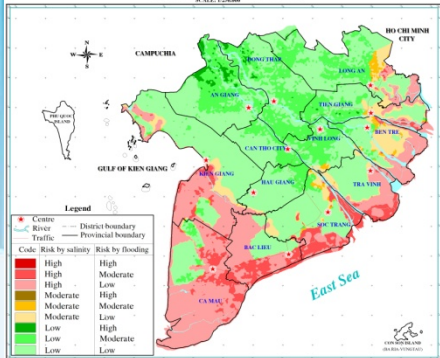 HO CHI MINH
CITY
N
W
E
S
CAMPUCHIA
DONG THAP
LONG AN
AN GIANG
TIEN GIANG
PHU QUOC
ISLAND
BEN TRE
VINH LONG
CAN THO CITY
GULF OF KIEN GIANG
KIEN GIANG
HAU GIANG
TRA VINH
SOC TRANG
BAC LIEU
CA MAU
East Sea
Legend
Centre
River
Traffic
District boundary
Provincial boundary
Code Risk by salinity Risk by flooding
High High
High Moderate
High Low
Moderate High
Moderate Moderate
Moderate Low
Low High
Low Moderate
Low Low
CON SON ISLAND
(BA RIA-VUNG TAU)